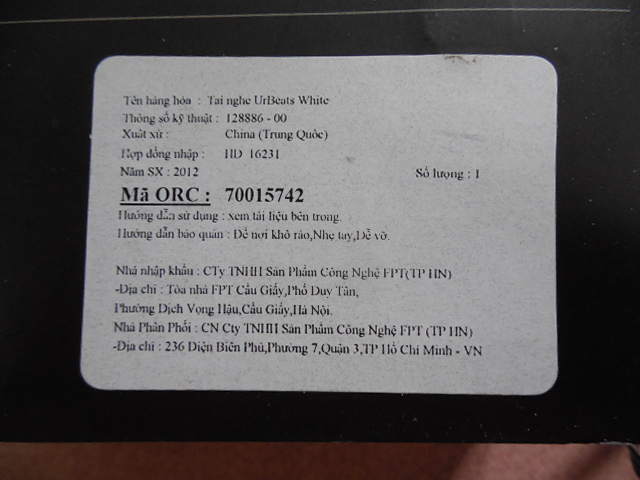 Tên hàng hóa : Tai nghe UrBeats White
Thông số kỹ thuật : 128886 - 00
Xuất xứ : China (Trung Quốc)
Hợp đồng nhập : HD 16231
Năm SX : 2012 Số lượng : 1
Mã ORC : 70015742
Hướng dẫn sử dụng : xem tài liệu bên trong.
Hướng dẫn bảo quản : Để nơi khô ráo,Nhẹ tay,Dễ vỡ.
Nhà nhập khẩu : CTy TNHH Sản Phẩm Công Nghệ FPT(TP HN)
-Địa chỉ : Tòa nhà FPT Cầu Giấy,Phố Duy Tân,
Phường Dịch Vọng Hậu,Cầu Giấy,Hà Nội.
Nhà Phân Phối : CN Cty TNHH Sản Phẩm Công Nghệ FPT (TP HN)
-Địa chỉ : 236 Điện Biên Phủ,Phường 7,Quận 3,TP Hồ Chí Minh - VN